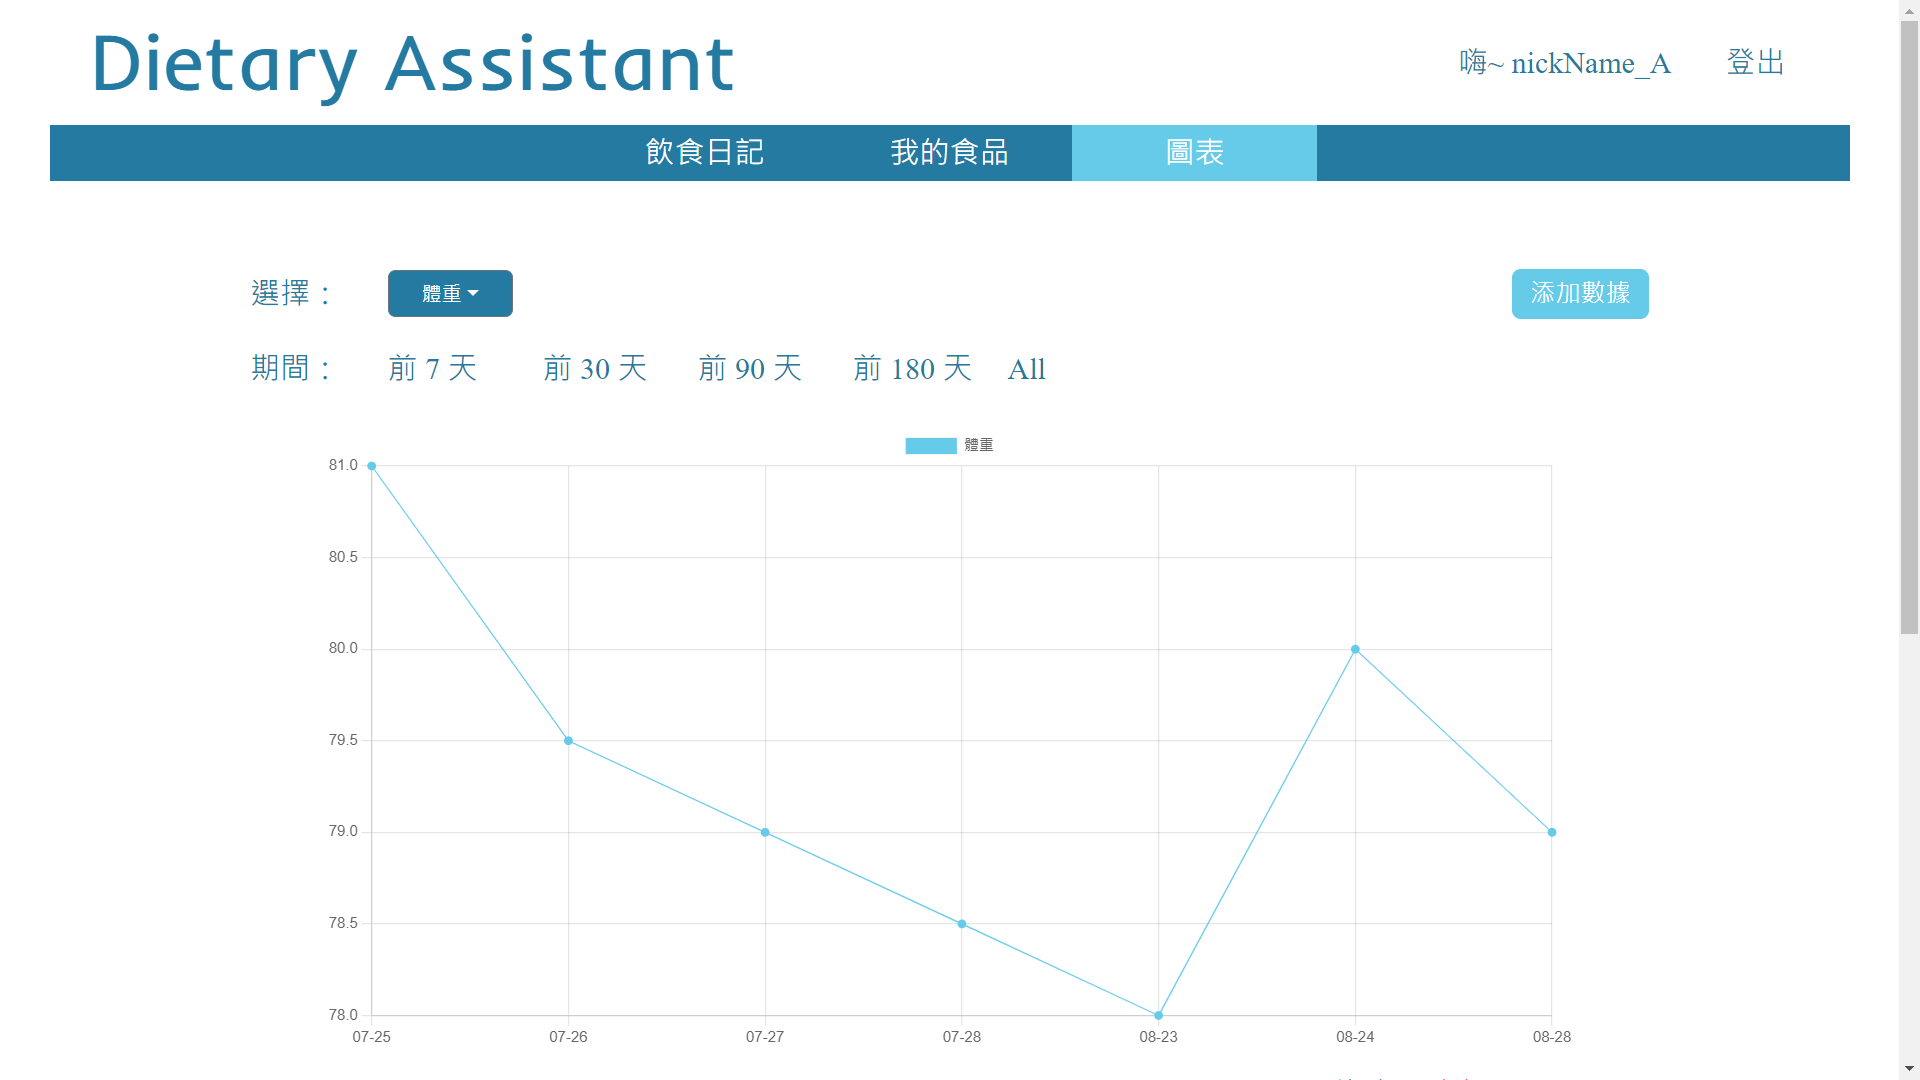 Dietary Assistant
嗨~ nickName_A 登出
飲食日記 我的食品 圖表
選擇： 體重 添加數據
期間： 前 7 天 前 30 天 前 90 天 前 180 天 All
體重
81.0
80.5
80.0
79.5
79.0
78.5
78.0
07-25 07-26 07-27 07-28 08-23 08-24 08-28